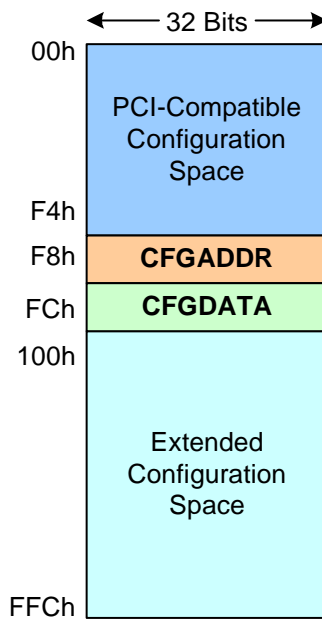 32 Bits
00h
PCI-Compatible
Configuration
Space
F4h
F8h
CFGADDR
FCh
CFGDATA
100h
Extended
Configuration
Space
FFCh